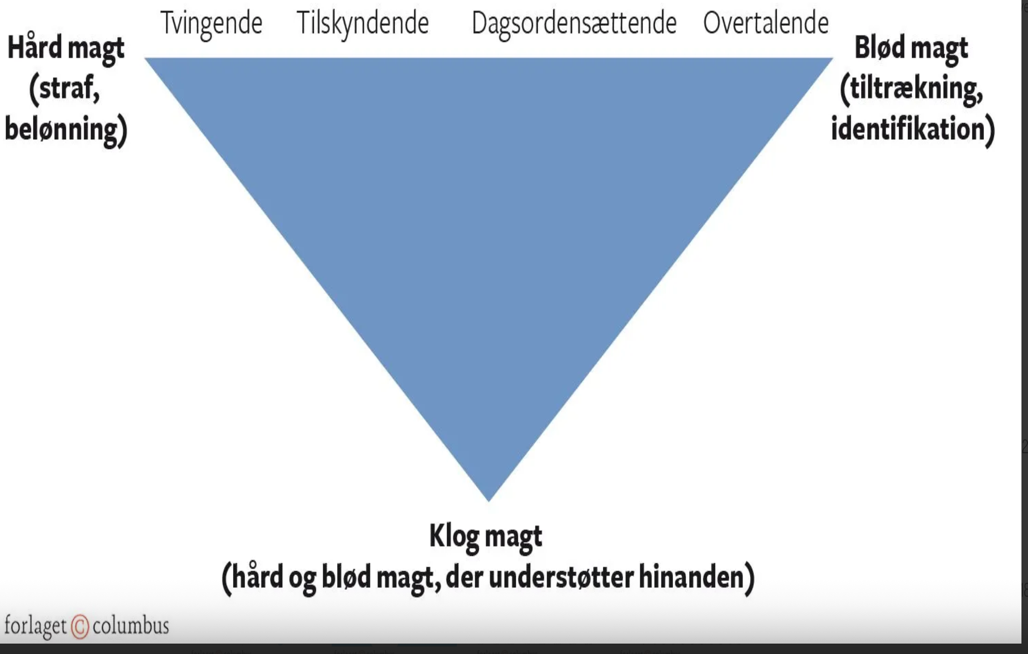 Tvingende Tilskyndende Dagsordensættende Overtalende
Hård magt
(straf,
belønning)
Blød magt
(tiltrækning,
identifikation)
Klog magt
(hård og blød magt, der understøtter hinanden)
forlaget © columbus